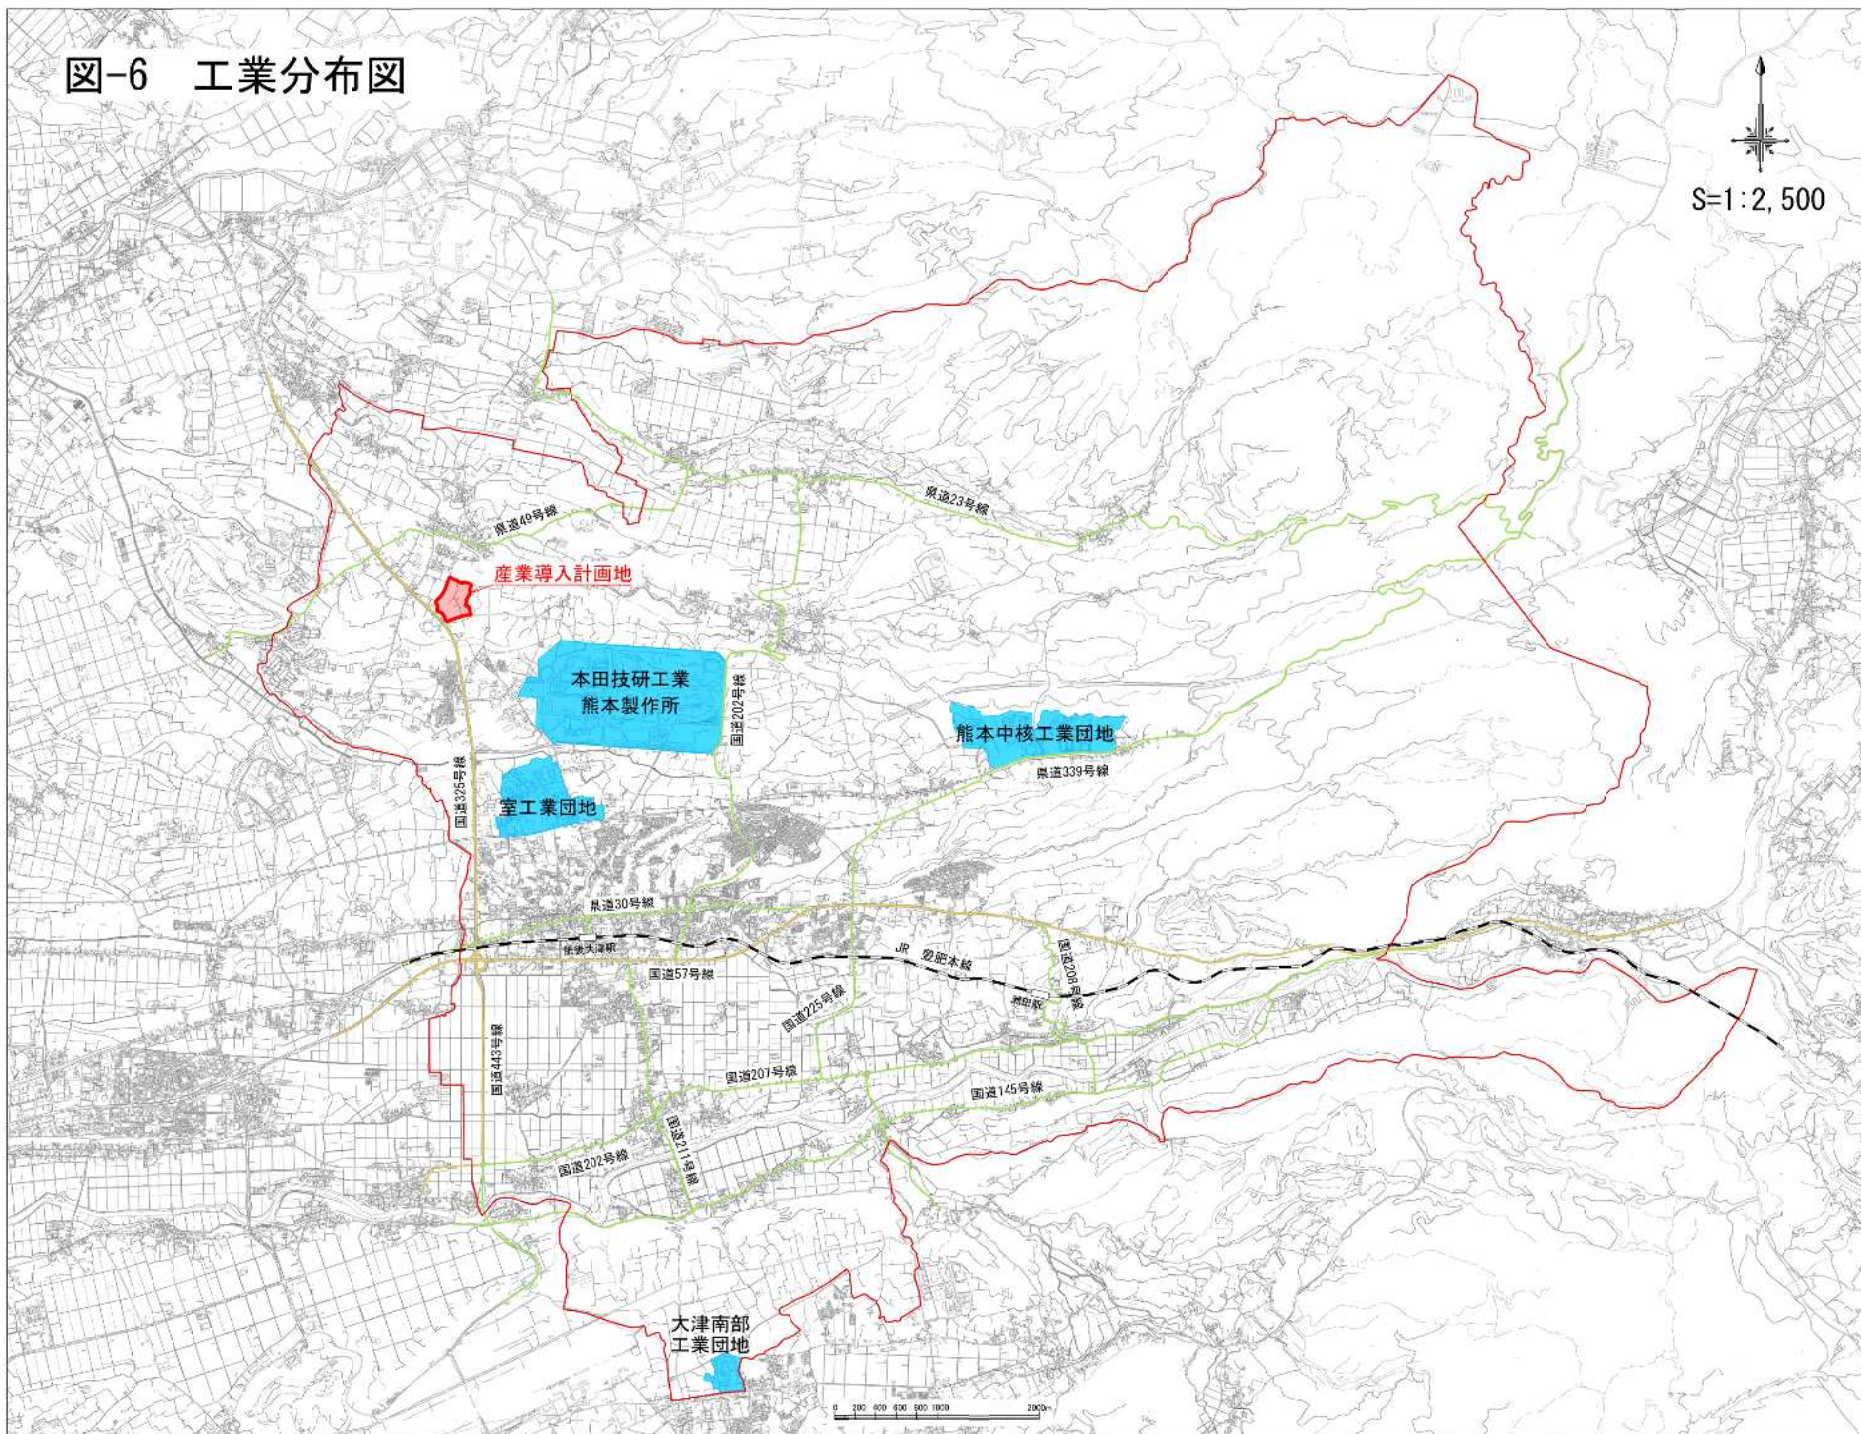 図-6 工業分布図
S=1:2,500
県道23号線
県道49号線
産業導入計画地
本田技研工業
熊本製作所
国道202号線
熊本中核工業団地
県道339号線
国道325号線
室工業団地
県道30号線
肥後大津駅
国道57号線
JR 豊肥本線
国道208号線
国道225号線
国道443号線
国道207号線
国道145号線
国道202号線
国道211号線
大津南部
工業団地
0 200 400 600 800 1000 2000m